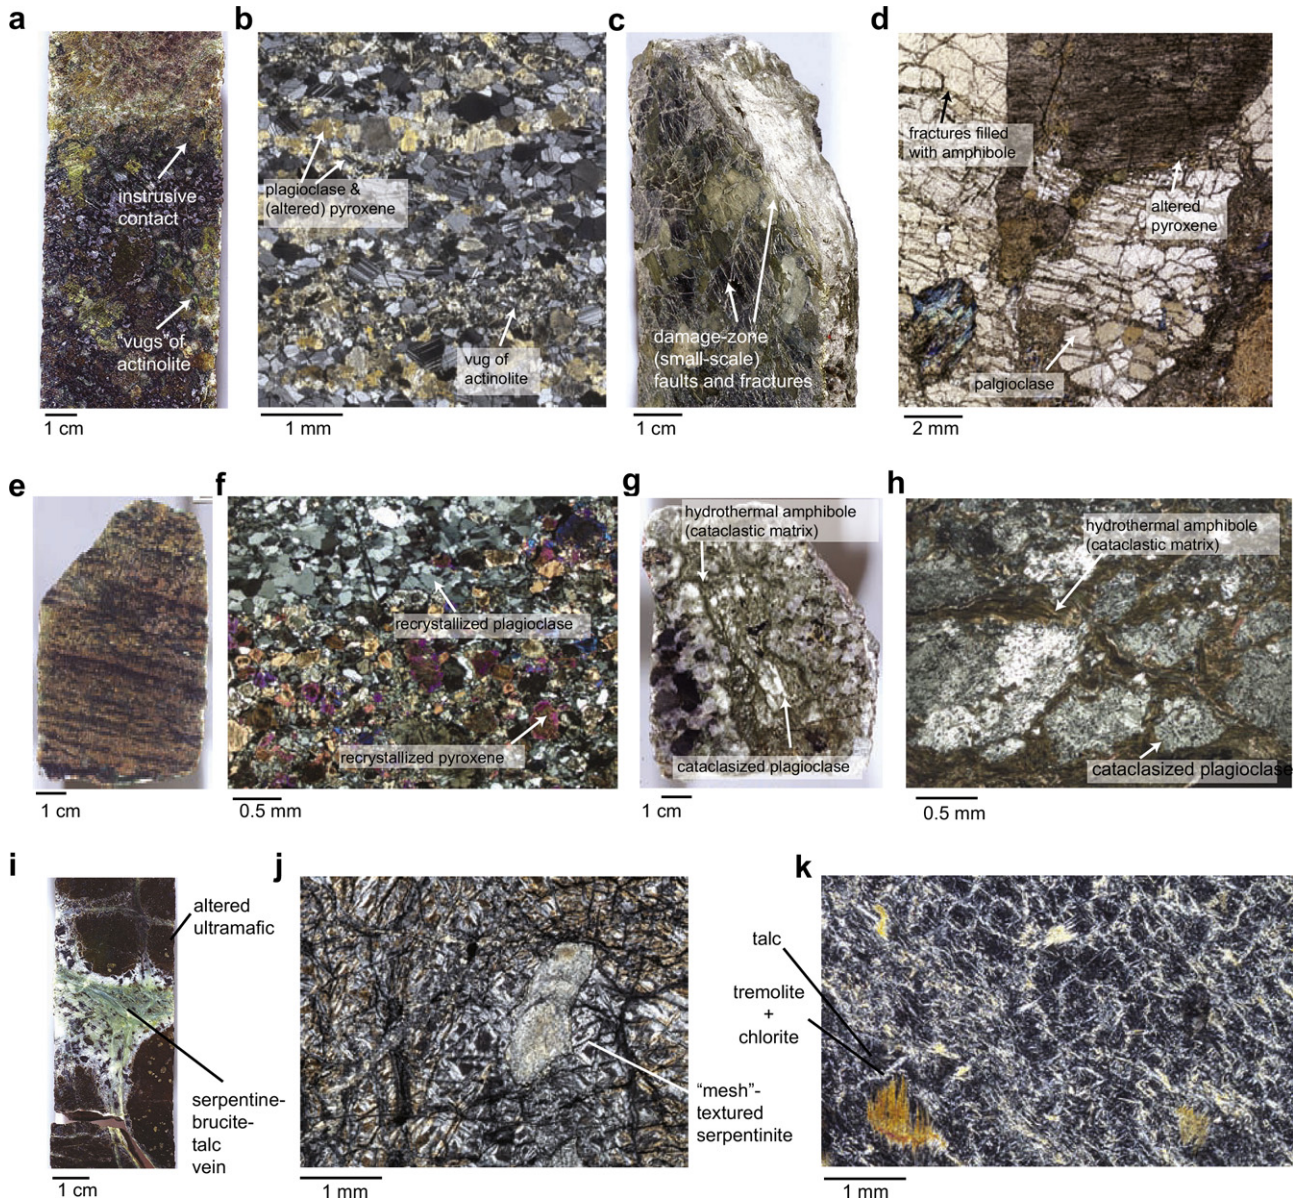 a
instrusive
contact
"vugs" of
actinolite
1 cm
b
plagioclase &
(altered) pyroxene
vug of
actinolite
1 mm
c
damage-zone
(small-scale)
faults and fractures
1 cm
d
fractures filled
with amphibole
altered
pyroxene
palgioclase
2 mm
e
1 cm
f
recrystallized plagioclase
recrystallized pyroxene
0.5 mm
g
hydrothermal amphibole
(cataclastic matrix)
cataclasized plagioclase
1 cm
h
hydrothermal amphibole
(cataclastic matrix)
cataclasized plagioclase
0.5 mm
i
altered
ultramafic
serpentine-
brucite-
talc
vein
1 cm
j
"mesh"-
textured
serpentinite
1 mm
k
talc
tremolite
+
chlorite
1 mm